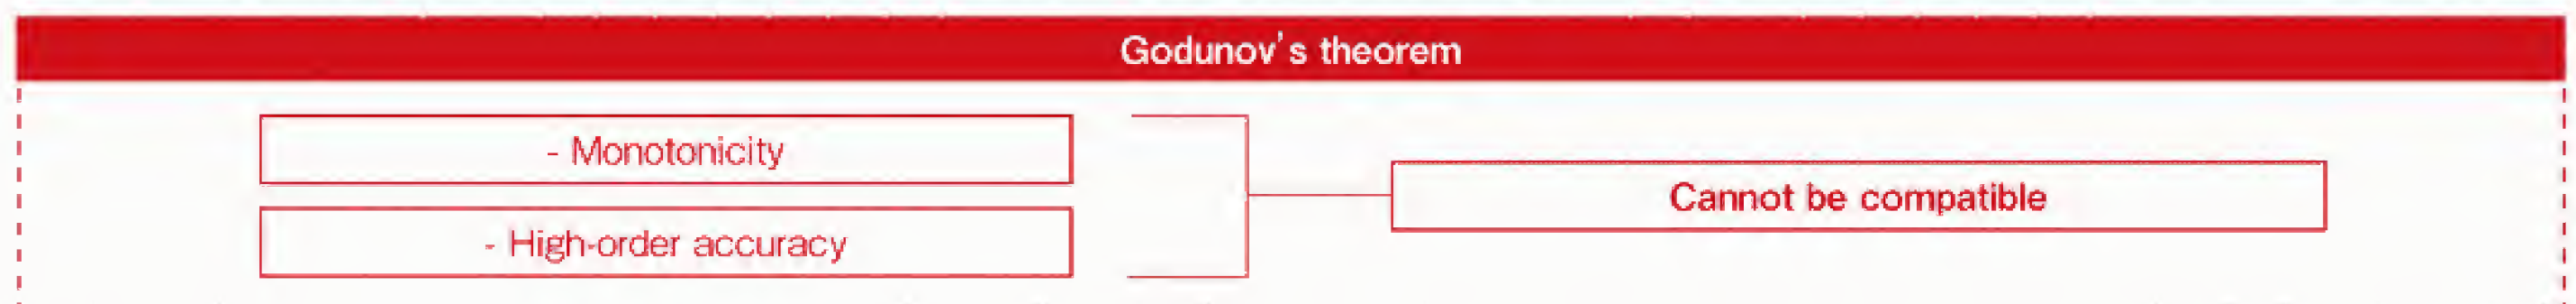 Godunov's theorem
- Monotonicity
- High-order accuracy
Cannot be compatible